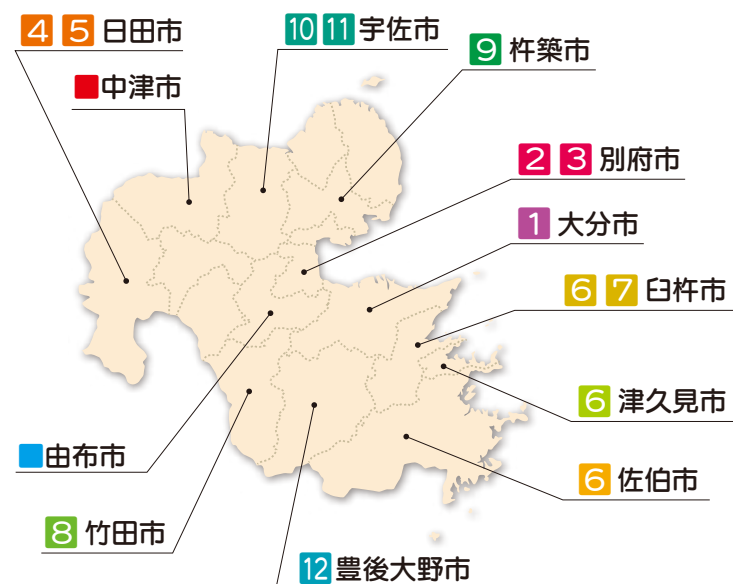 4 5 日田市
10 11 宇佐市
9 杵築市
中津市
2 3 別府市
1 大分市
6 7 臼杵市
6 津久見市
由布市
6 佐伯市
8 竹田市
12 豊後大野市